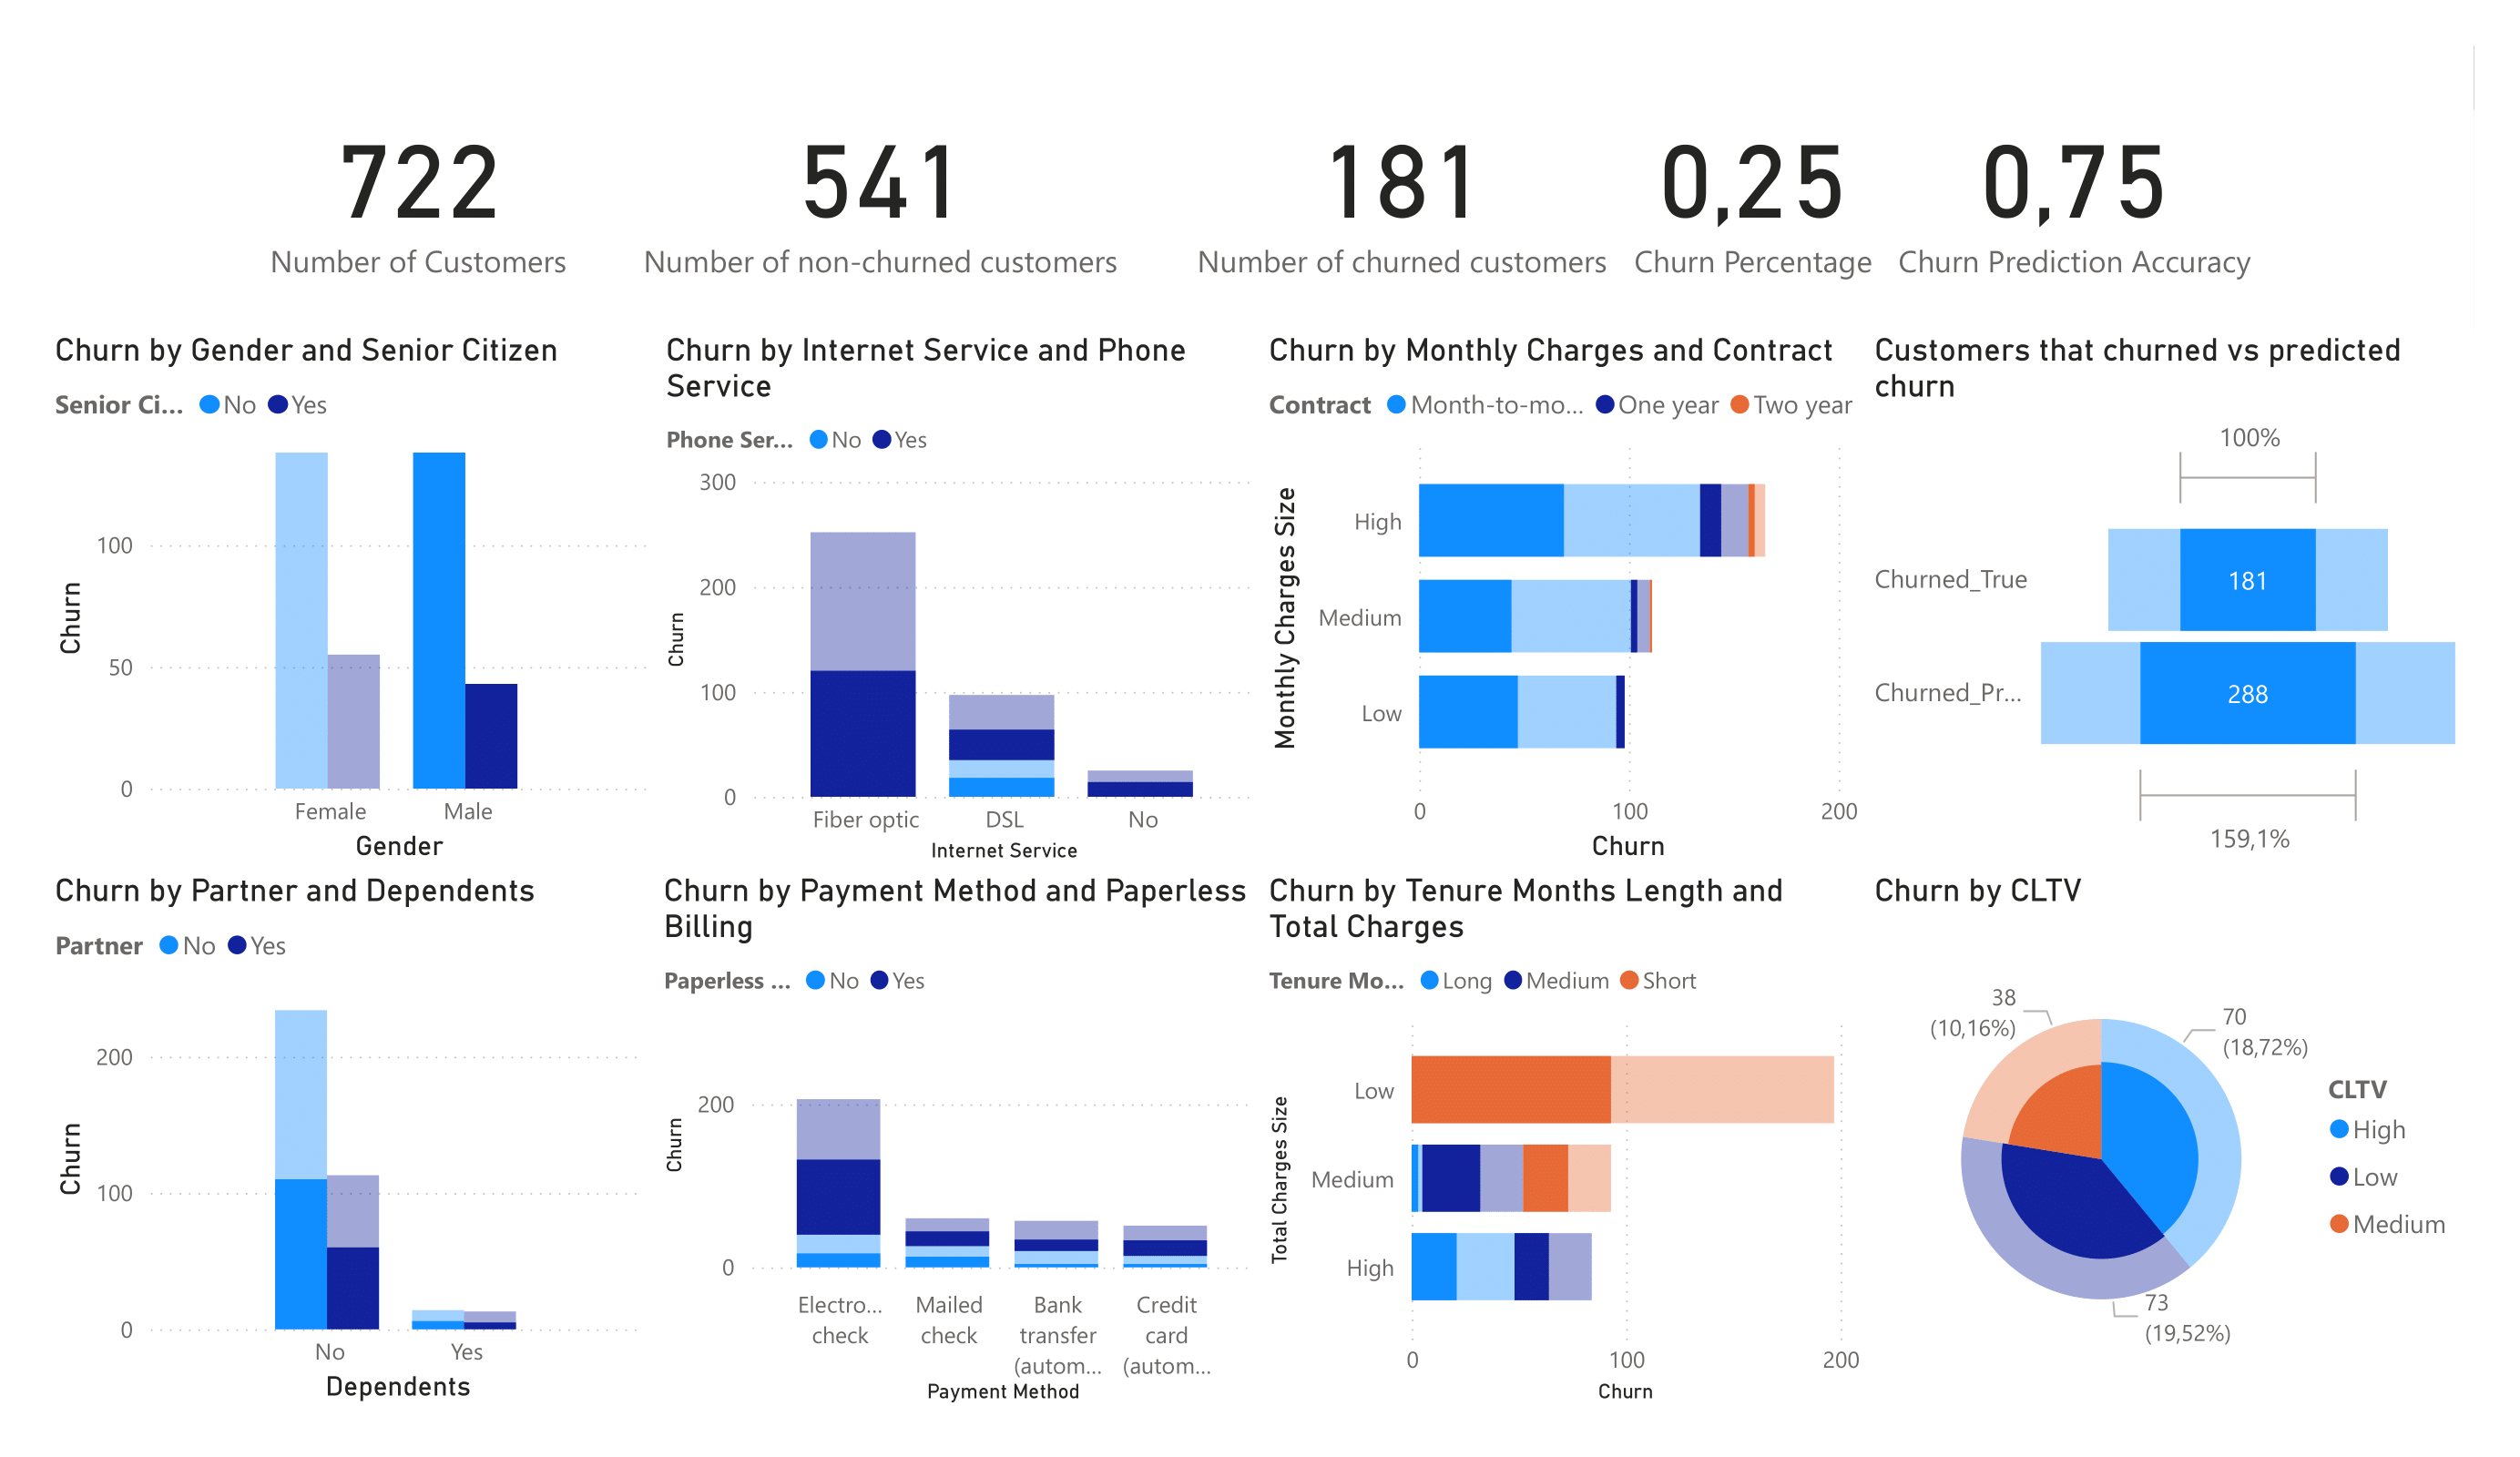 722
Number of Customers
541
Number of non-churned customers
181
Number of churned customers
0,25
Churn Percentage
0,75
Churn Prediction Accuracy
Churn by Gender and Senior Citizen
Senior Ci... No Yes
Churn
100
50
0
Female Male
Gender
Churn by Internet Service and Phone
Service
Phone Ser... No Yes
Churn
300
200
100
0
Fiber optic DSL No
Internet Service
Churn by Monthly Charges and Contract
Contract Month-to-mo... One year Two year
Monthly Charges Size
High
Medium
Low
0 100 200
Churn
Customers that churned vs predicted
churn
100%
Churned_True 181
Churned_Pr... 288
159,1%
Churn by Partner and Dependents
Partner No Yes
Churn
200
100
0
No Yes
Dependents
Churn by Payment Method and Paperless
Billing
Paperless ... No Yes
Churn
200
0
Electro...
check
Mailed
check
Bank
transfer
(autom...
Credit
card
(autom...
Payment Method
Churn by Tenure Months Length and
Total Charges
Tenure Mo... Long Medium Short
Total Charges Size
Low
Medium
High
0 100 200
Churn
Churn by CLTV
38
(10,16%)
70
(18,72%)
73
(19,52%)
CLTV
High
Low
Medium